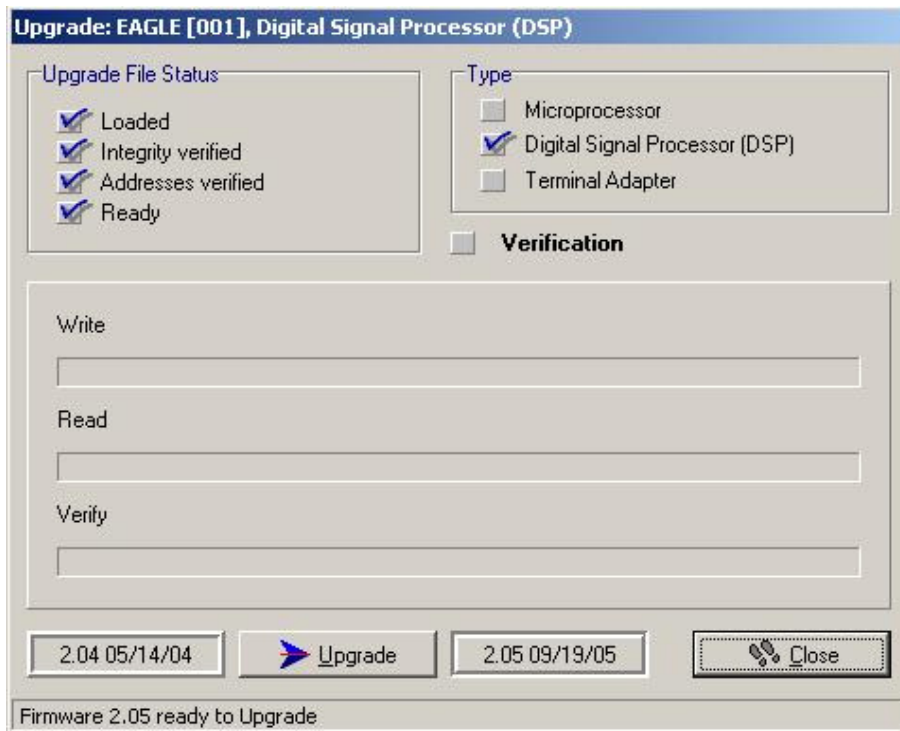 Upgrade: EAGLE [001], Digital Signal Processor (DSP)
Upgrade File Status
Loaded
Integrity verified
Addresses verified
Ready
Type
Microprocessor
Digital Signal Processor (DSP)
Terminal Adapter
Verification
Write
Read
Verify
2.04 05/14/04
Upgrade
2.05 09/19/05
Close
Firmware 2.05 ready to Upgrade